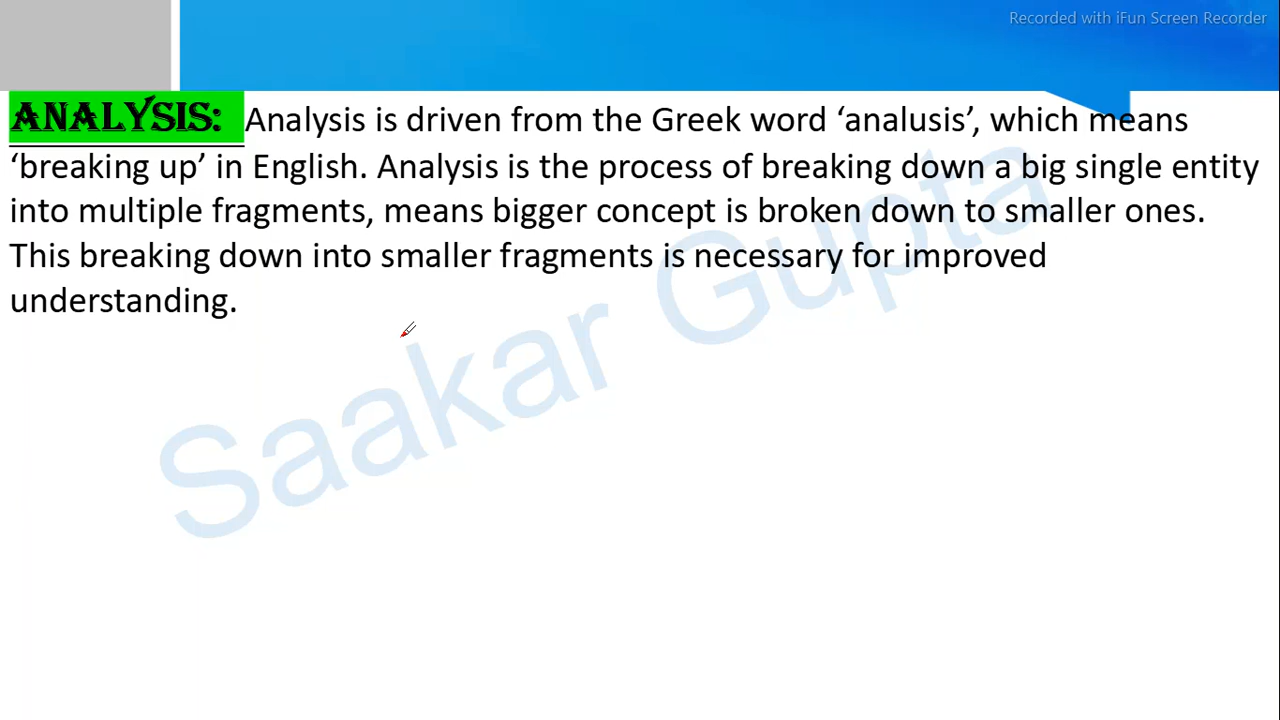 Recorded with iFun Screen Recorder
ANALYSIS: Analysis is driven from the Greek word ‘analusis’, which means
‘breaking up’ in English. Analysis is the process of breaking down a big single entity
into multiple fragments, means bigger concept is broken down to smaller ones.
This breaking down into smaller fragments is necessary for improved
understanding.
Saakar Gupta